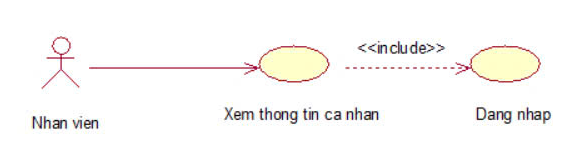 <<include>>
Nhan vien
Xem thong tin ca nhan
Dang nhap